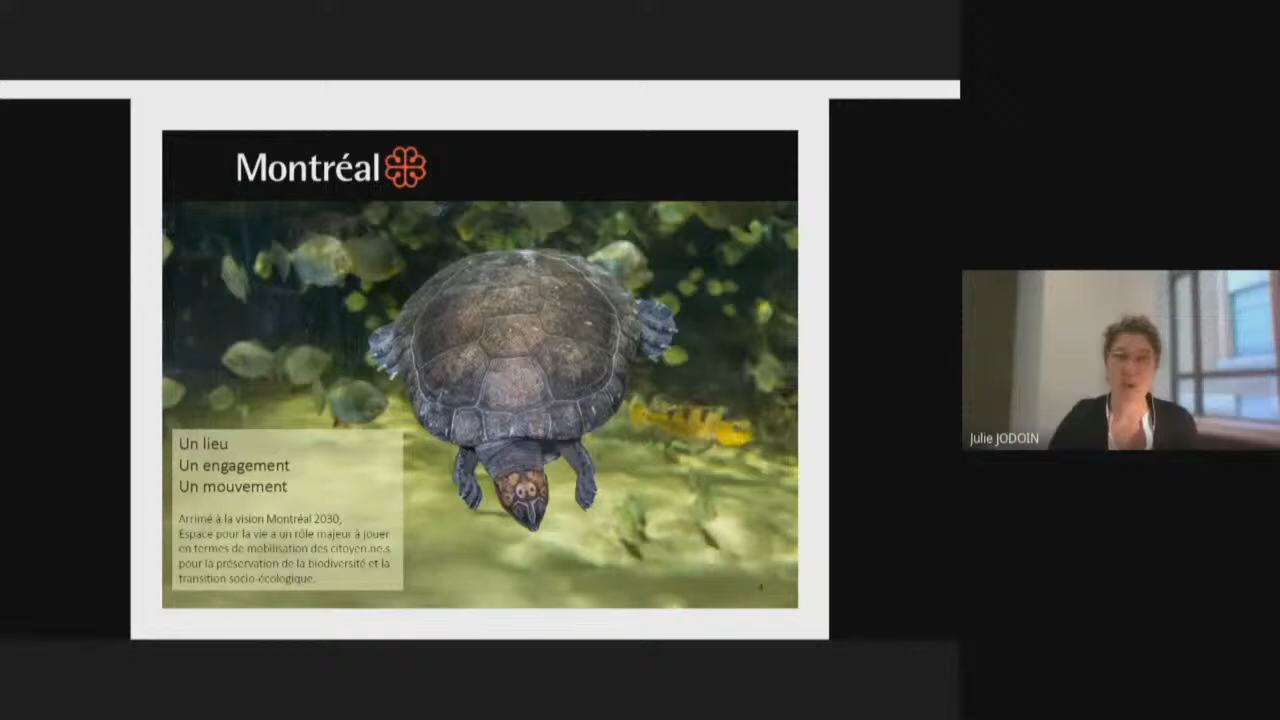 Montréal
Un lieu
Un engagement
Un mouvement
Arrimé à la vision Montréal 2030,
Espace pour la vie a un rôle majeur à jouer
en termes de mobilisation des citoyen.ne.s
pour la préservation de la biodiversité et la
transition socio-écologique.
4
Julie JODOIN